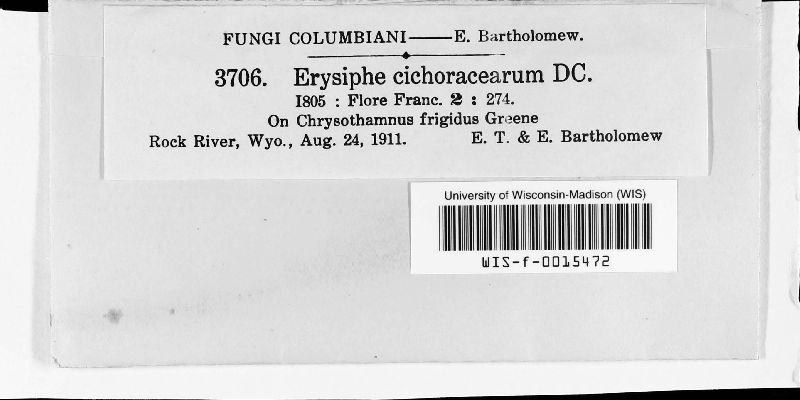 FUNGI COLUMBIANI——E. Bartholomew.
3706. Erysiphe cichoracearum DC.
1805 : Flore Franc. 2 : 274.
On Chrysothamnus frigidus Greene
Rock River, Wyo., Aug. 24, 1911. E. T. & E. Bartholomew
University of Wisconsin-Madison (WIS)
WIS-f-0015472